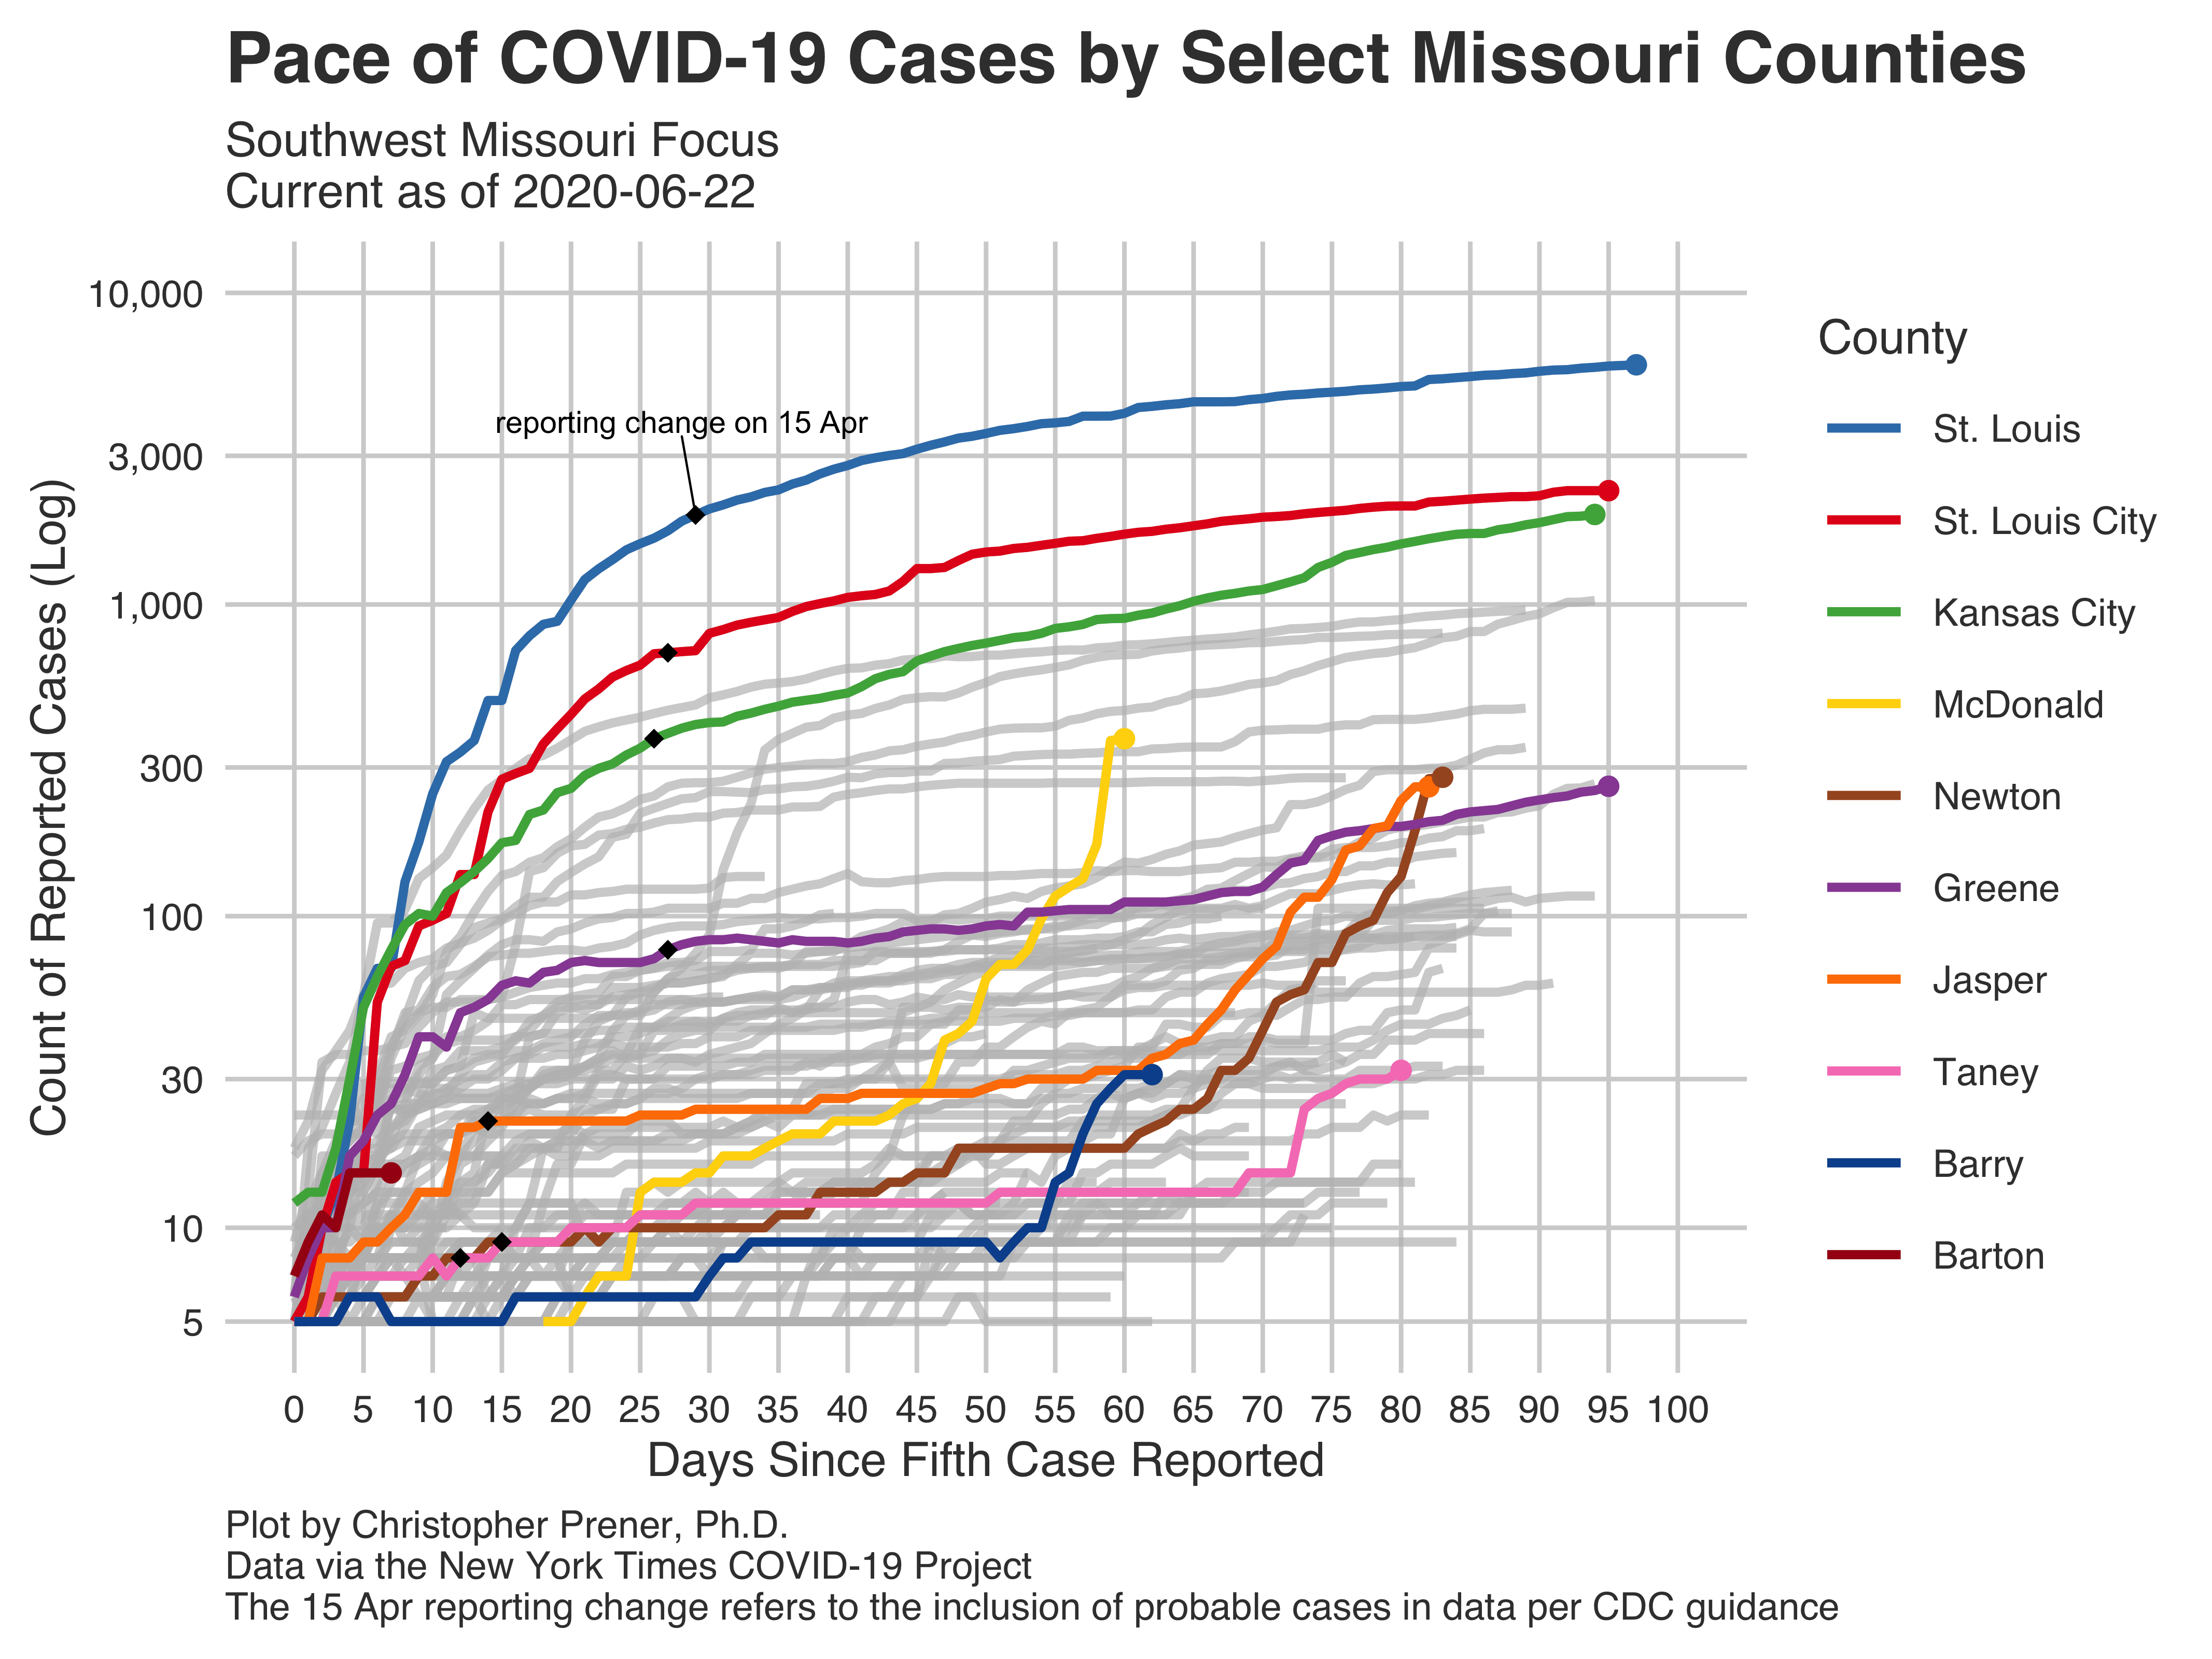 Pace of COVID-19 Cases by Select Missouri Counties
Southwest Missouri Focus
Current as of 2020-06-22
Count of Reported Cases (Log)
10,000
3,000
1,000
300
100
30
10
5
reporting change on 15 Apr
0 5 10 15 20 25 30 35 40 45 50 55 60 65 70 75 80 85 90 95 100
Days Since Fifth Case Reported
County
St. Louis
St. Louis City
Kansas City
McDonald
Newton
Greene
Jasper
Taney
Barry
Barton
Plot by Christopher Prener, Ph.D.
Data via the New York Times COVID-19 Project
The 15 Apr reporting change refers to the inclusion of probable cases in data per CDC guidance